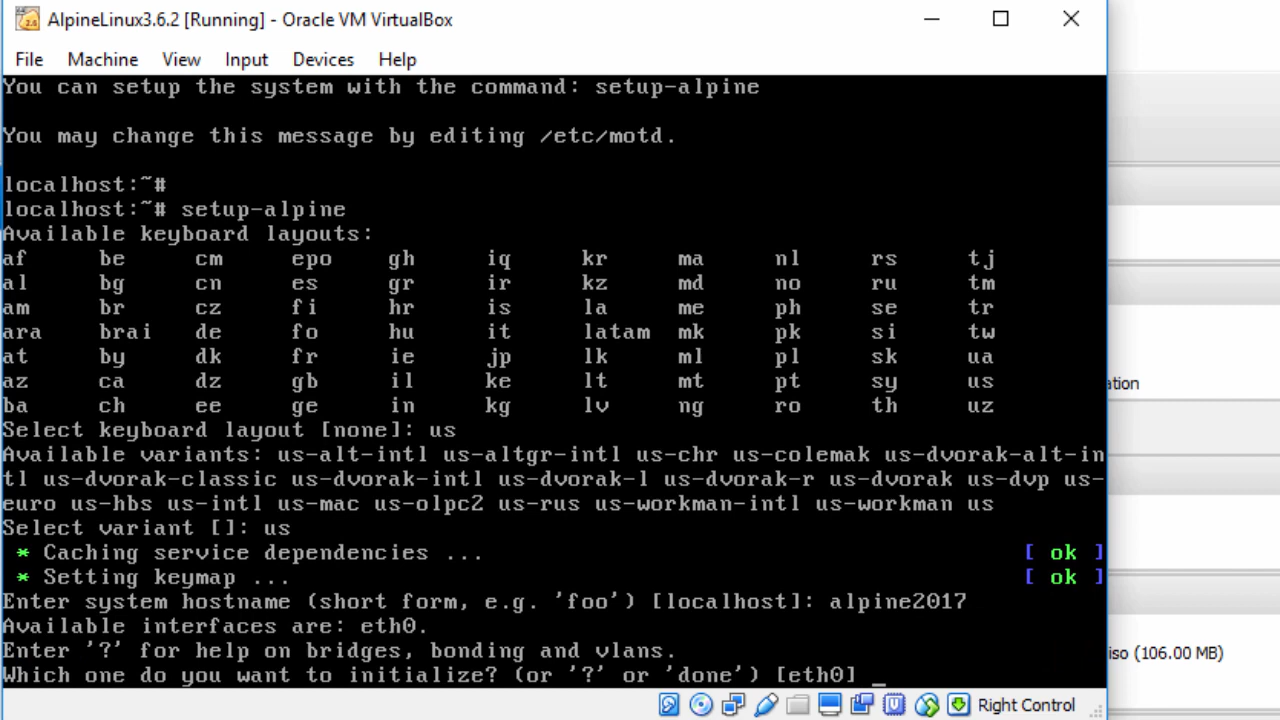 AlpineLinux3.6.2 [Running] - Oracle VM VirtualBox
File Machine View Input Devices Help
You can setup the system with the command: setup-alpine
You may change this message by editing /etc/motd.
localhost:~#
localhost:~# setup-alpine
Available keyboard layouts:
af be cm epo gh iq kr ma nl rs tj
al bg cn es gr ir kz md no ru tm
am br cz fi hr is la me ph se tr
ara brai de fo hu it latam mk pk si tw
at by dk fr ie jp lk ml pl sk ua
az ca dz gb il ke lt mt pt sy us
ba ch ee ge in kg lv ng ro th uz
Select keyboard layout [none]: us
Available variants: us-alt-intl us-altgr-intl us-chr us-colemak us-dvorak-alt-in
tl us-dvorak-classic us-dvorak-intl us-dvorak-l us-dvorak-r us-dvorak us-dvp us-
euro us-hbs us-intl us-mac us-olpc2 us-rus us-workman-intl us-workman us
Select variant []: us
* Caching service dependencies ... [ ok ]
* Setting keymap ... [ ok ]
Enter system hostname (short form, e.g. 'foo') [localhost]: alpine2017
Available interfaces are: eth0.
Enter '?' for help on bridges, bonding and vlans.
Which one do you want to initialize? (or '?' or 'done') [eth0] _
Right Control
ation
iso (106.00 MB)